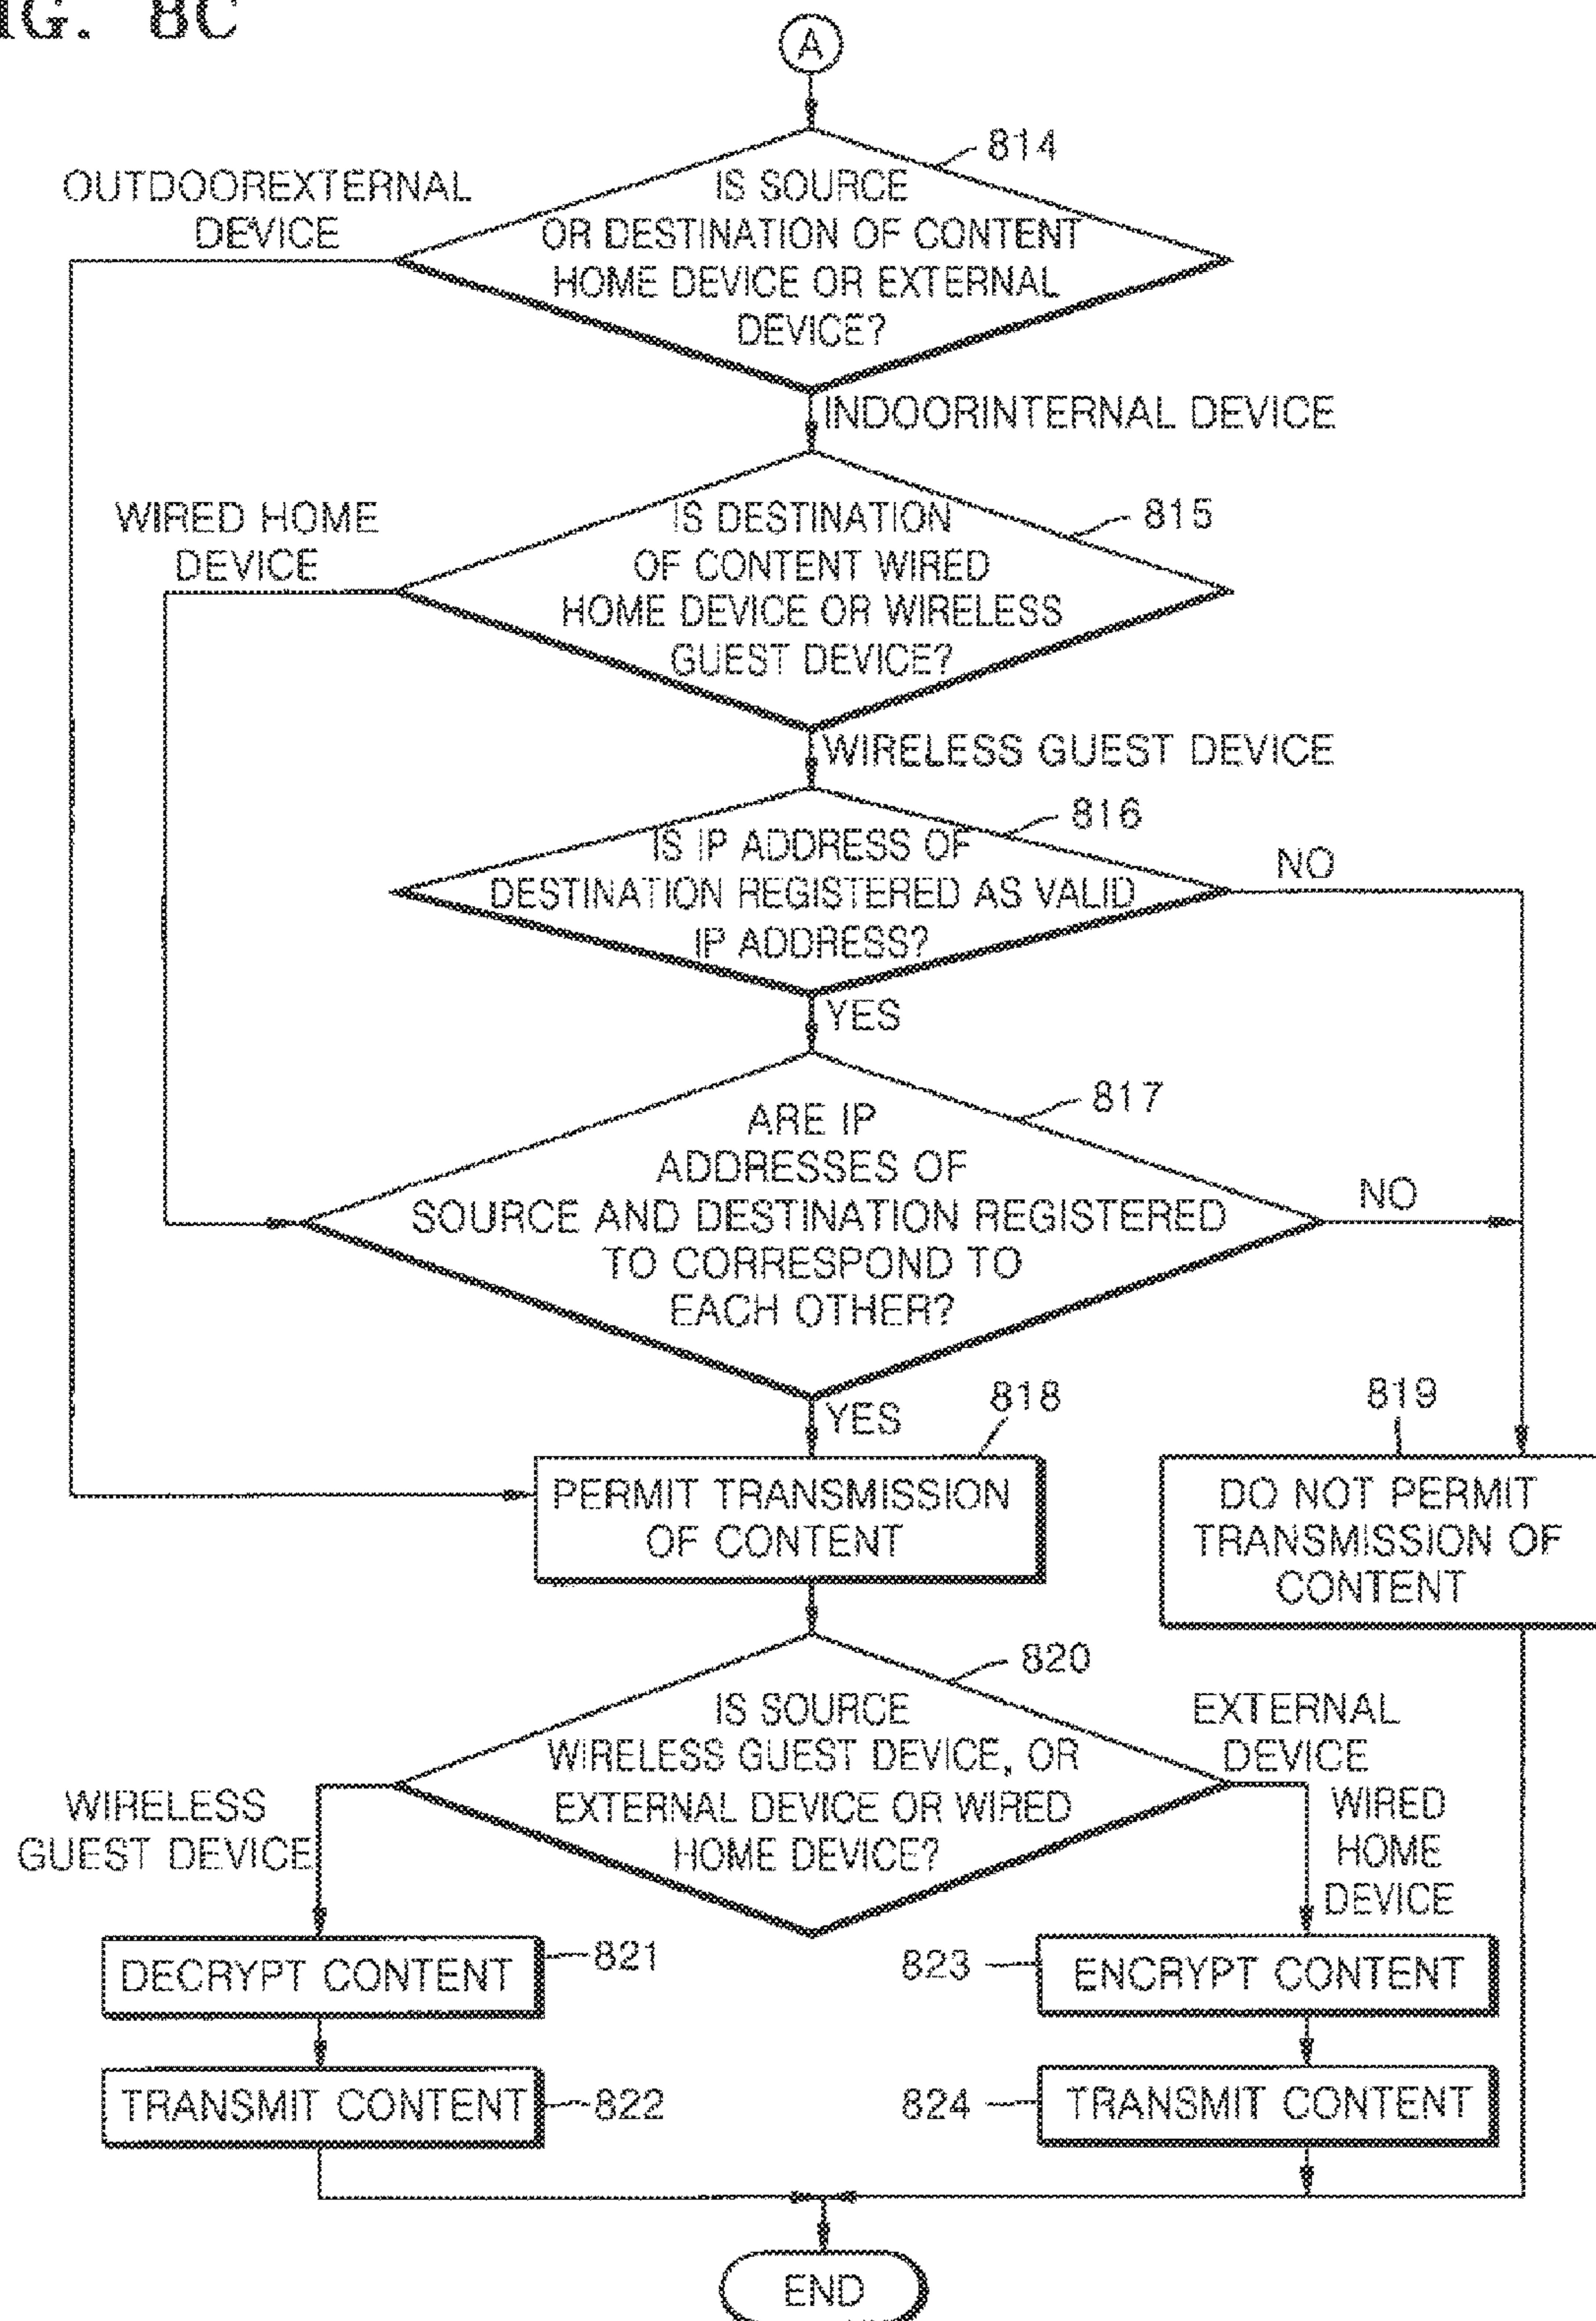 IG. 8C
A
814
IS SOURCE
OR DESTINATION OF CONTENT
HOME DEVICE OR EXTERNAL
DEVICE?
OUTDOOREXTERNAL
DEVICE
INDOORINTERNAL DEVICE
815
IS DESTINATION
OF CONTENT WIRED
HOME DEVICE OR WIRELESS
GUEST DEVICE?
WIRED HOME
DEVICE
WIRELESS GUEST DEVICE
816
IS IP ADDRESS OF
DESTINATION REGISTERED AS VALID
IP ADDRESS?
NO
YES
817
ARE IP
ADDRESSES OF
SOURCE AND DESTINATION REGISTERED
TO CORRESPOND TO
EACH OTHER?
NO
YES
818
PERMIT TRANSMISSION
OF CONTENT
819
DO NOT PERMIT
TRANSMISSION OF
CONTENT
820
IS SOURCE
WIRELESS GUEST DEVICE, OR
EXTERNAL DEVICE OR WIRED
HOME DEVICE?
WIRELESS
GUEST DEVICE
EXTERNAL
DEVICE
WIRED
HOME
DEVICE
DECRYPT CONTENT
821
823
ENCRYPT CONTENT
TRANSMIT CONTENT
822
824
TRANSMIT CONTENT
END